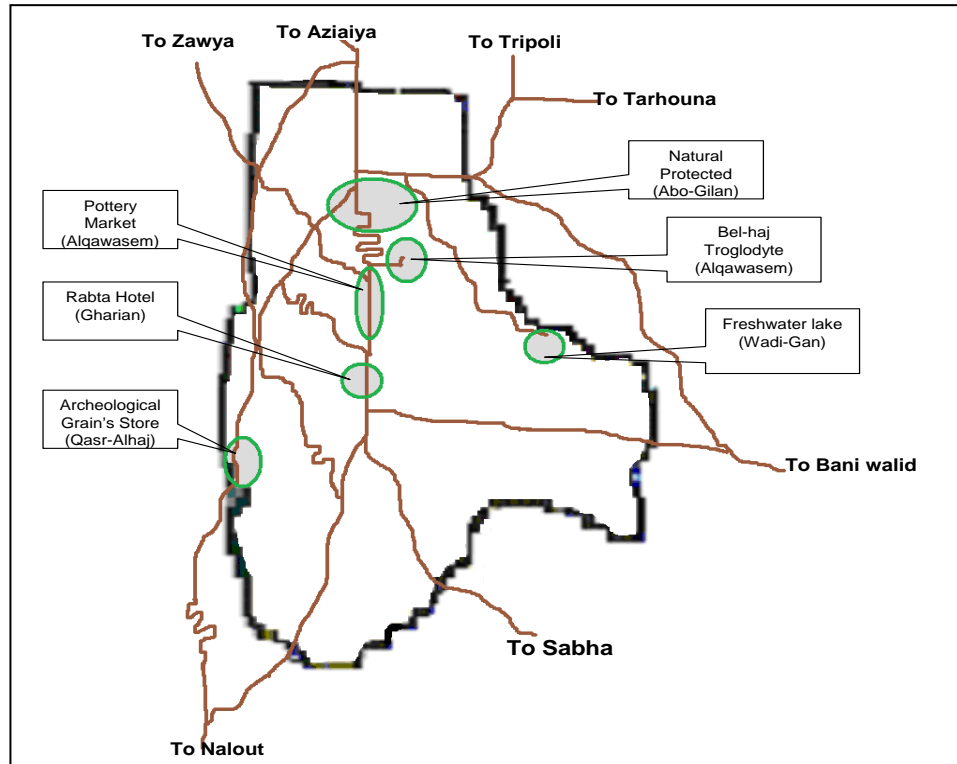 To Zawya
To Aziaiya
To Tripoli
To Tarhouna
Natural
Protected
(Abo-Gilan)
Pottery
Market
(Alqawasem)
Bel-haj
Troglodyte
(Alqawasem)
Rabta Hotel
(Gharian)
Freshwater lake
(Wadi-Gan)
Archeological
Grain's Store
(Qasr-Alhaj)
To Bani walid
To Sabha
To Nalout